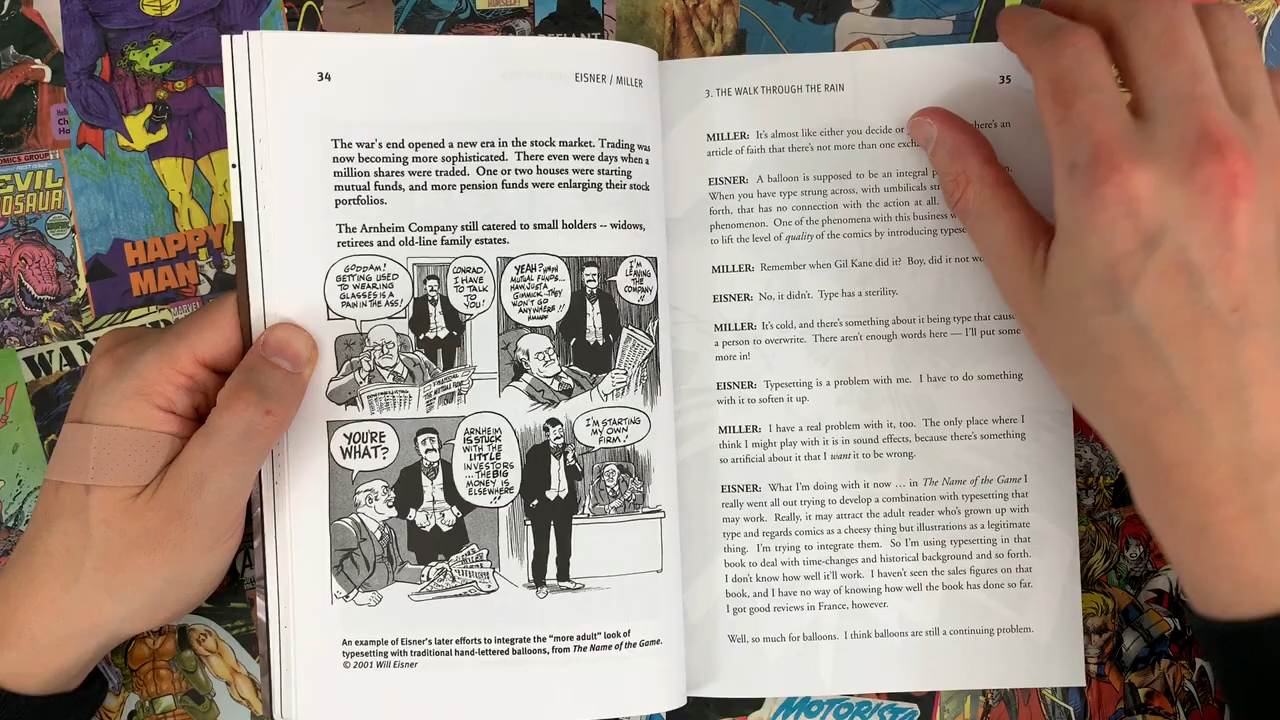 34
EISNER / MILLER
The war's end opened a new era in the stock market. Trading was
now becoming more sophisticated. There even were days when a
million shares were traded. One or two houses were starting
mutual funds, and more pension funds were enlarging their stock
portfolios.
The Arnheim Company still catered to small holders -- widows,
retirees and old-line family estates.
GODDAM!
GETTING USED
TO WEARING
GLASSES IS A
PAIN IN THE ASS!
CONRAD,
I HAVE
TO TALK
TO
YOU!
YEAH? HMPH
MUTUAL FUNDS...
HAW, JUST A
GIMMICK...THEY
WON'T GO
ANYWHERE!!
HMMPF
I'M
LEAVING
THE
COMPANY
!!
YOU'RE
WHAT?
ARNHEIM
IS STUCK
WITH THE
LITTLE
INVESTORS
...THE BIG
MONEY IS
ELSEWHERE
!!
I'M STARTING
MY OWN
FIRM!
An example of Eisner's later efforts to integrate the "more adult" look of
typesetting with traditional hand-lettered balloons, from The Name of the Game.
© 2001 Will Eisner
3. THE WALK THROUGH THE RAIN
35
MILLER: It's almost like either you decide or there's an
article of faith that there's not more than one
EISNER: A balloon is supposed to be an integral
When you have type strung across, with umbilicals
forth, that has no connection with the action at all.
phenomenon. One of the phenomena with this business
to lift the level of quality of the comics by introducing
MILLER: Remember when Gil Kane did it? Boy, did it not
EISNER: No, it didn't. Type has a sterility.
MILLER: It's cold, and there's something about it being type that
a person to overwrite. There aren't enough words here — I'll put some
more in!
EISNER: Typesetting is a problem with me. I have to do something
with it to soften it up.
MILLER: I have a real problem with it, too. The only place where I
think I might play with it is in sound effects, because there's something
so artificial about it that I want it to be wrong.
EISNER: What I'm doing with it now ... in The Name of the Game I
really went all out trying to develop a combination with typesetting that
may work. Really, it may attract the adult reader who's grown up with
type and regards comics as a cheesy thing but illustrations as a legitimate
thing. I'm trying to integrate them. So I'm using typesetting in that
book to deal with time-changes and historical background and so forth.
I don't know how well it'll work. I haven't seen the sales figures on that
book, and I have no way of knowing how well the book has done so far.
I got good reviews in France, however.
Well, so much for balloons. I think balloons are still a continuing problem.
HAPPY
MAN
MARVEL
COMICS GROUP